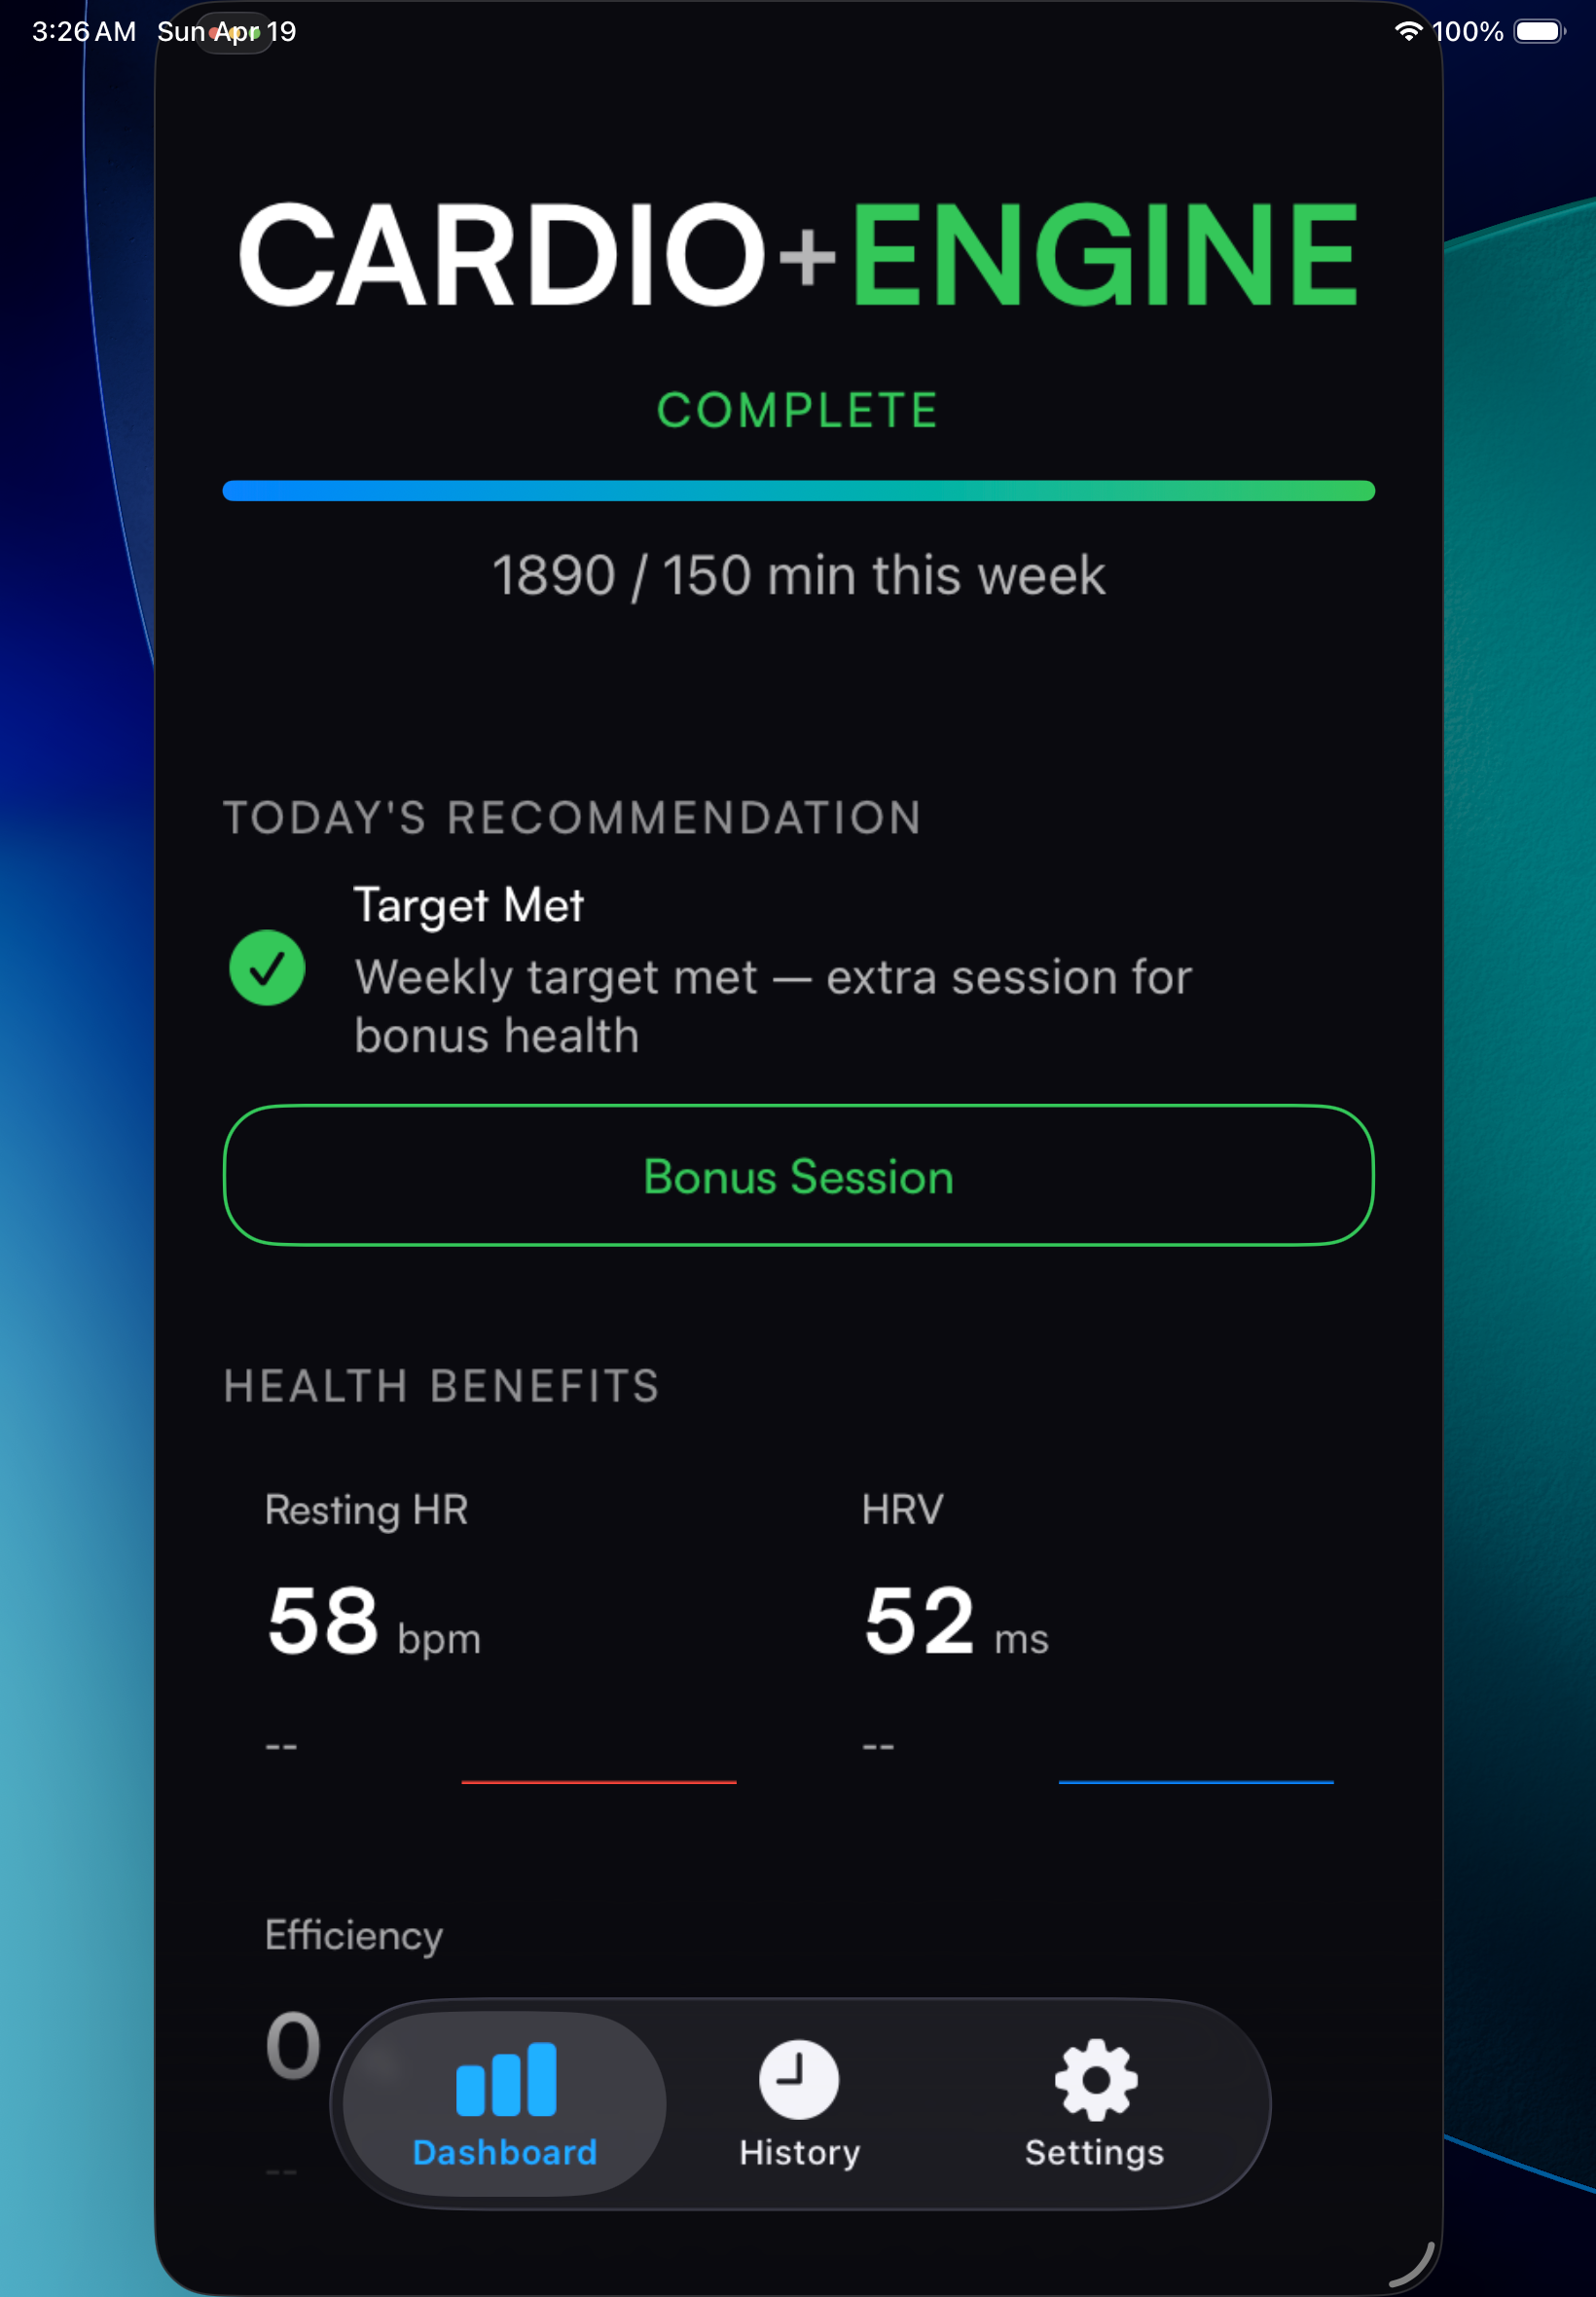 3:26 AM Sun Apr 19
100%
CARDIO+ENGINE
COMPLETE
1890 / 150 min this week
TODAY'S RECOMMENDATION
Target Met
Weekly target met — extra session for
bonus health
Bonus Session
HEALTH BENEFITS
Resting HR
HRV
58 bpm
52 ms
--
--
Efficiency
0
--
Dashboard
History
Settings